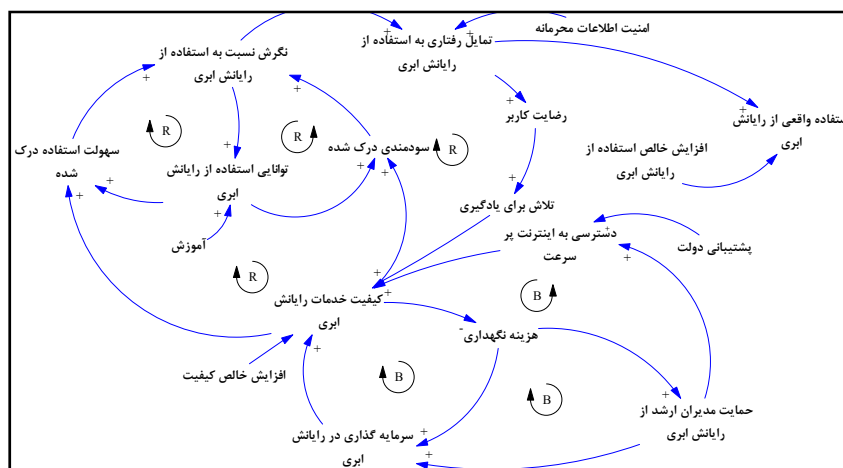 امنیت اطلاعات محرمانه
تمایل رفتاری به استفاده از
رایانش ابری
نگرش نسبت به استفاده از
رایانش ابری
+
+
+
+
+
+
رضایت کاربر
+
استفاده واقعی از رایانش
ابری
+
افزایش خالص استفاده از
رایانش ابری
R
R
R
سودمندی درک شده
سهولت استفاده درک
شده
توانایی استفاده از رایانش
ابری
+
+
+
+
+
+
تلاش برای یادگیری
دسترسی به اینترنت پر
سرعت
+
+
پشتیبانی دولت
آموزش
R
B
+
+
کیفیت خدمات رایانش
ابری
-
هزینه نگهداری
+
افزایش خالص کیفیت
B
B
+
حمایت مدیران ارشد از
رایانش ابری
+
+
سرمایه گذاری در رایانش
ابری